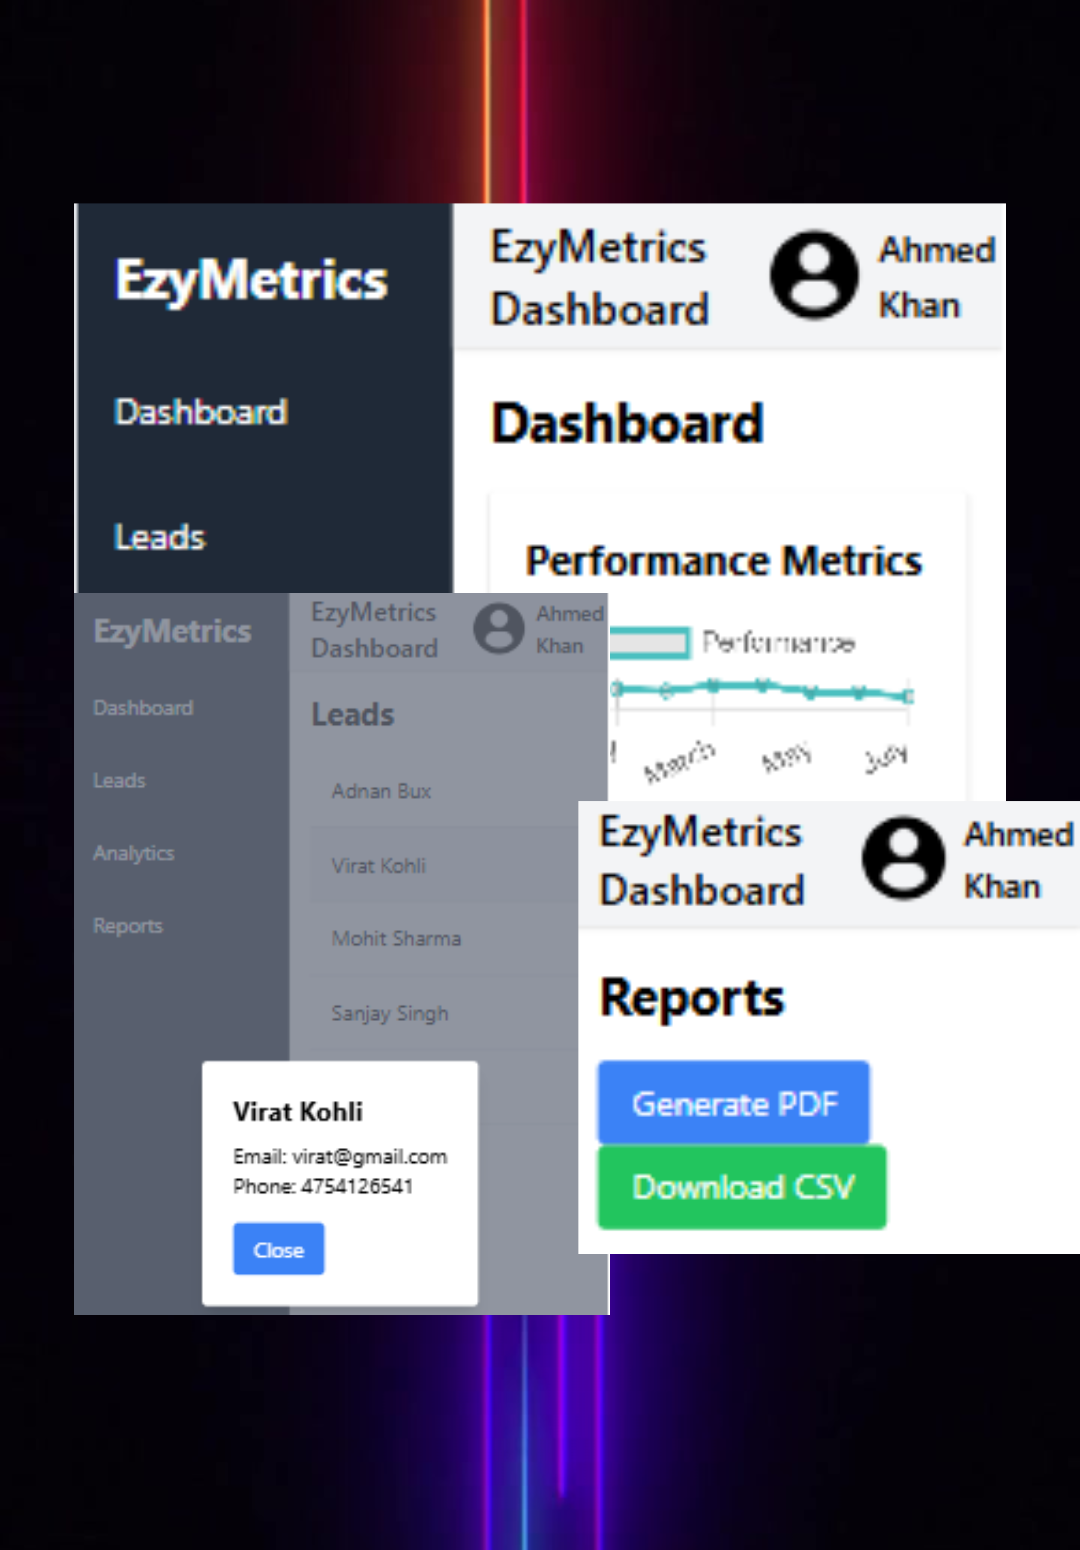 EzyMetrics
Dashboard
Leads
EzyMetrics
Dashboard
Ahmed
Khan
Dashboard
Performance Metrics
Performance
March
May
July
EzyMetrics
Dashboard
Leads
Analytics
Reports
EzyMetrics
Dashboard
Ahmed
Khan
Leads
Adnan Bux
Virat Kohli
Mohit Sharma
Sanjay Singh
Virat Kohli
Email: virat@gmail.com
Phone: 4754126541
Close
EzyMetrics
Dashboard
Ahmed
Khan
Reports
Generate PDF
Download CSV